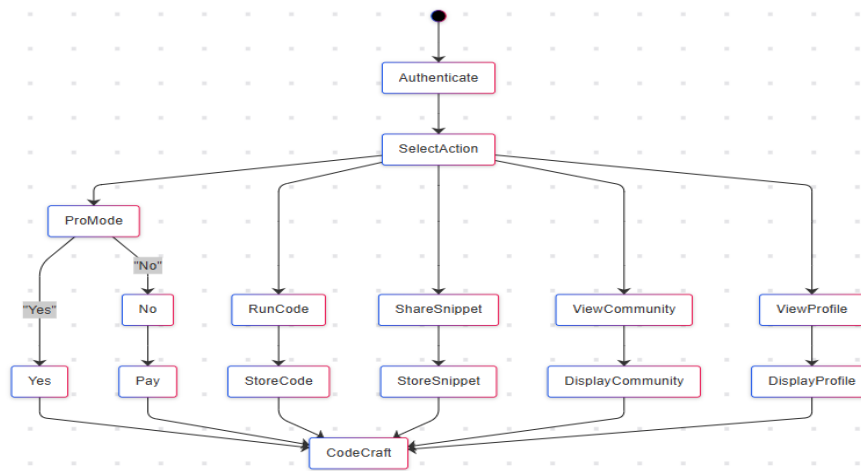 Authenticate
SelectAction
ProMode
"No"
"Yes"
No
RunCode
ShareSnippet
ViewCommunity
ViewProfile
Yes
Pay
StoreCode
StoreSnippet
DisplayCommunity
DisplayProfile
CodeCraft